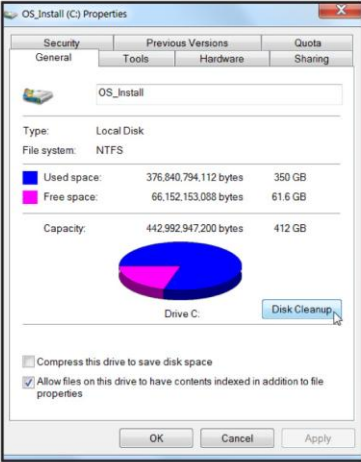 OS_Install (C:) Properties
Security Previous Versions Quota
General Tools Hardware Sharing
OS_Install
Type: Local Disk
File system: NTFS
Used space: 376,840,794,112 bytes 350 GB
Free space: 66,152,153,088 bytes 61.6 GB
Capacity: 442,992,947,200 bytes 412 GB
Drive C:
Disk Cleanup
Compress this drive to save disk space
Allow files on this drive to have contents indexed in addition to file
properties
OK Cancel Apply